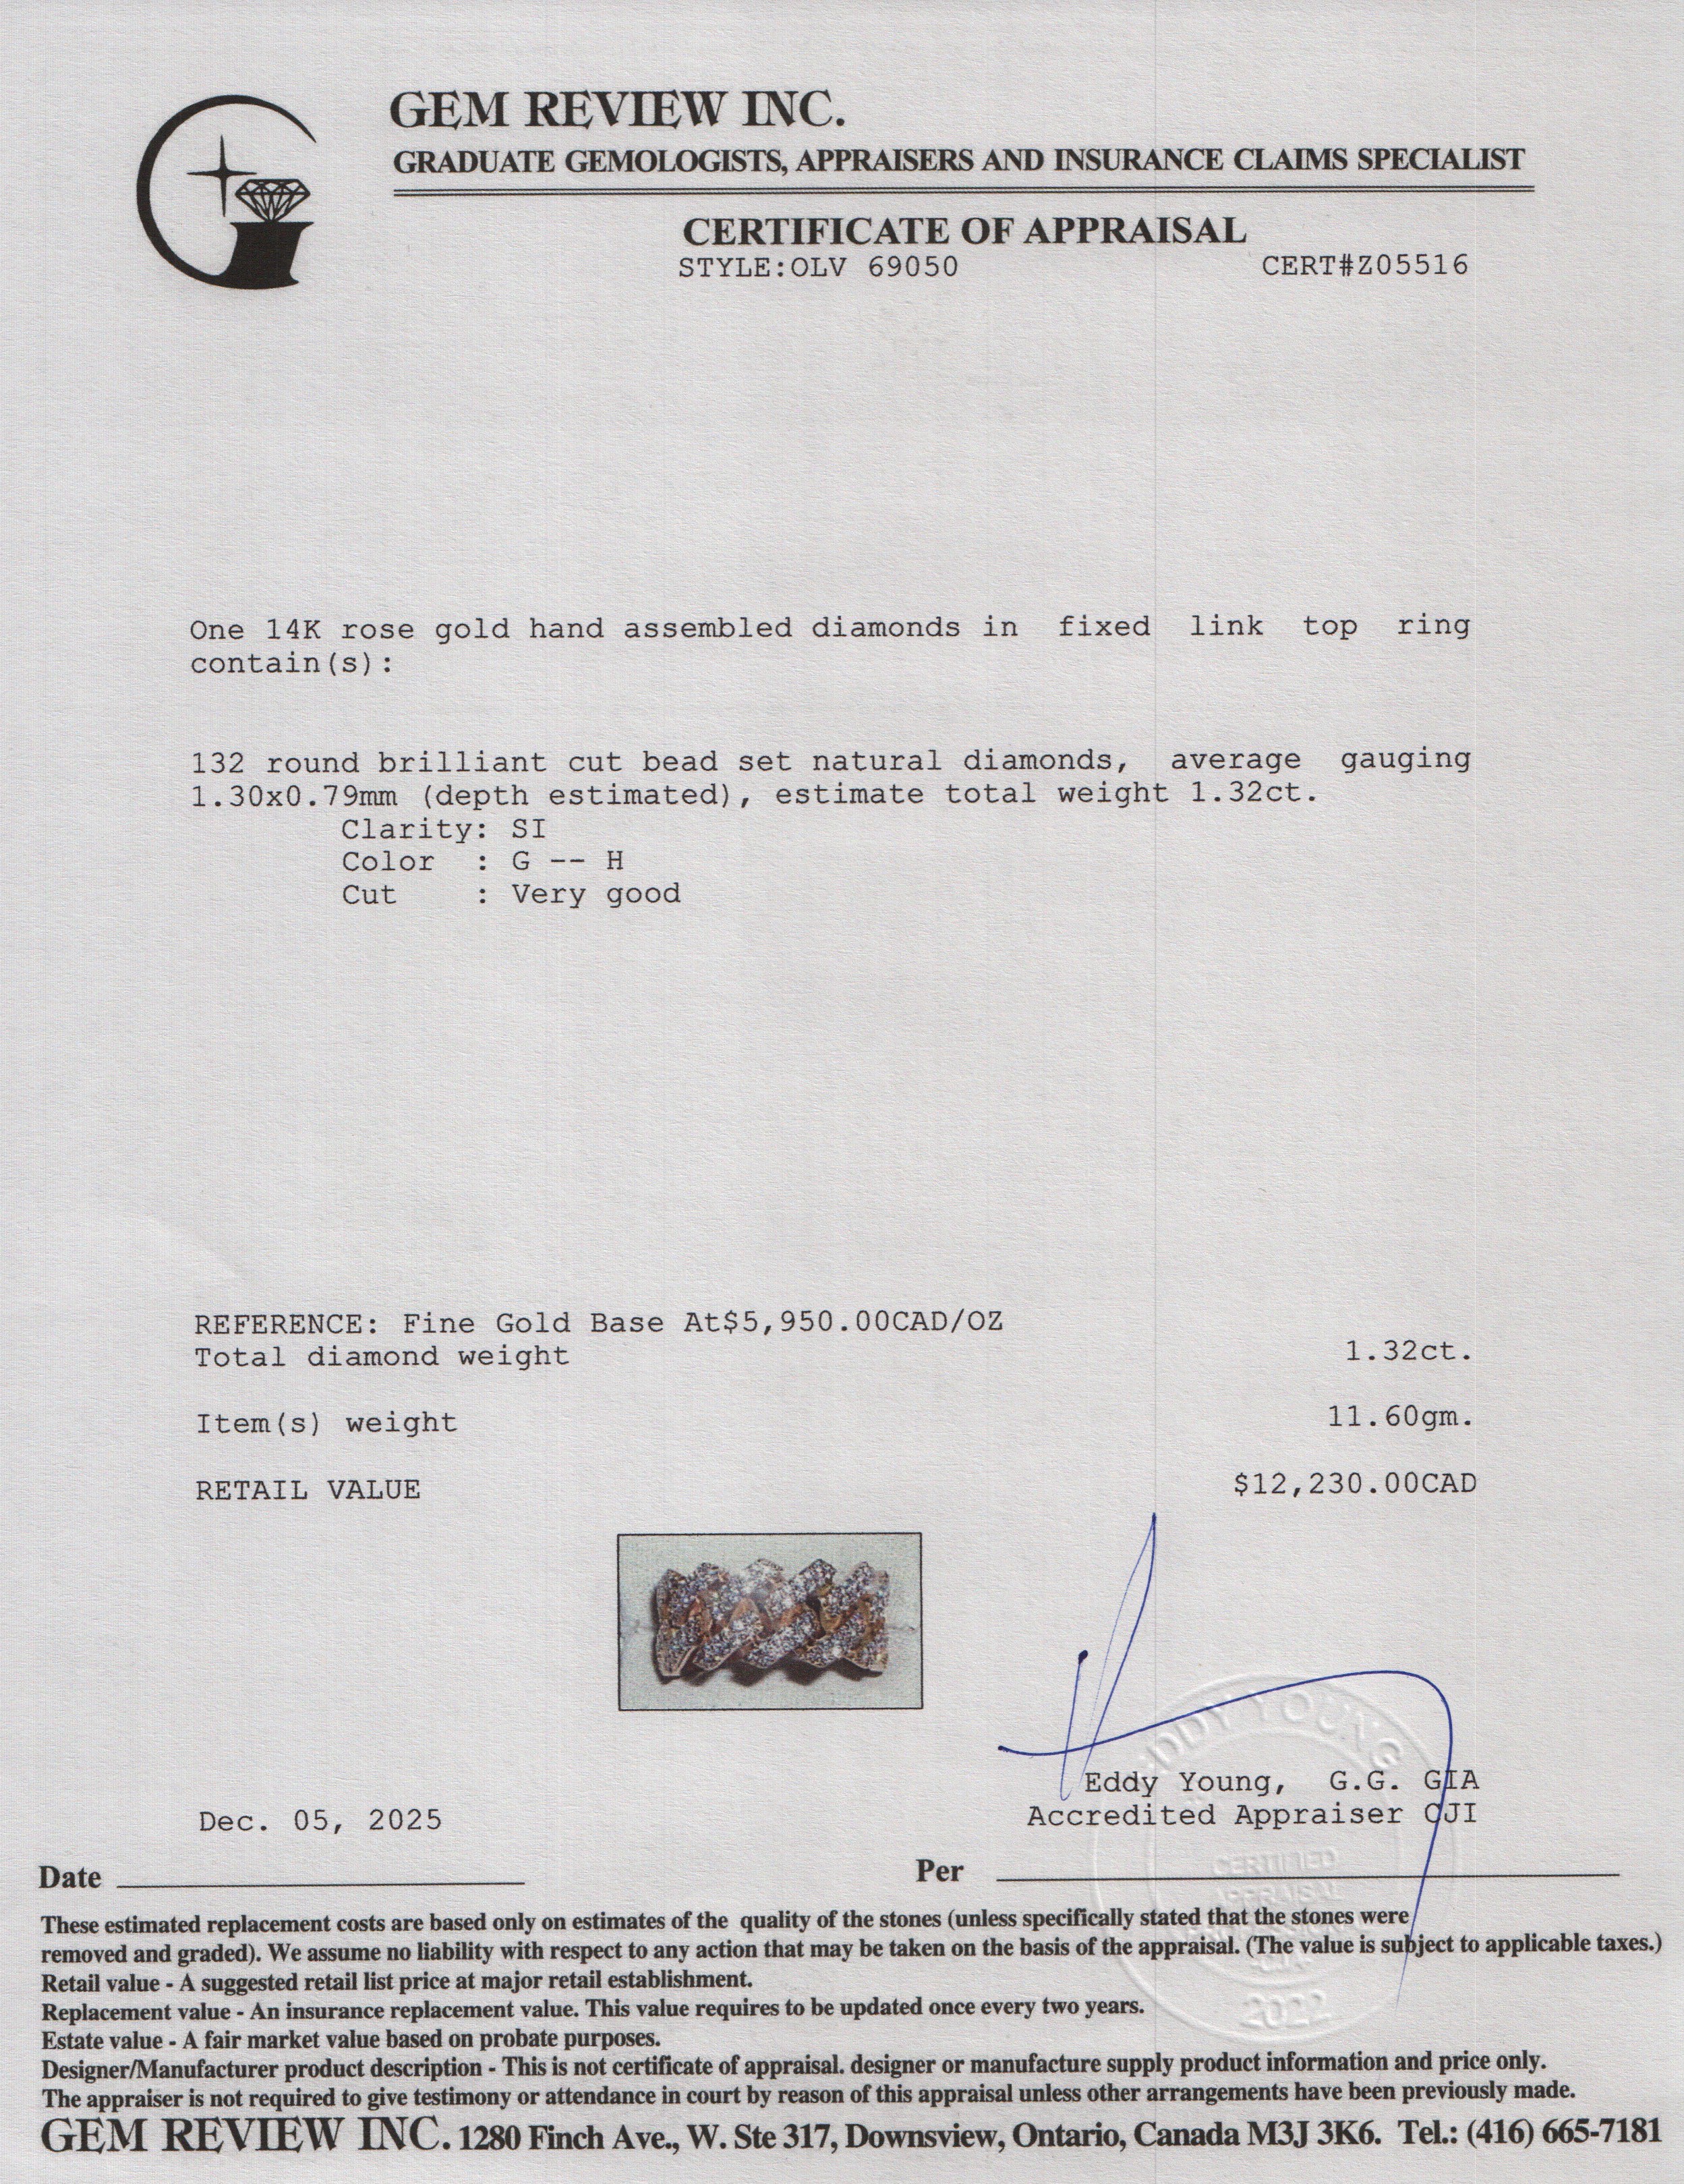 GEM REVIEW INC.
GRADUATE GEMOLOGISTS, APPRAISERS AND INSURANCE CLAIMS SPECIALIST
CERTIFICATE OF APPRAISAL
STYLE:OLV 69050 CERT#Z05516
One 14K rose gold hand assembled diamonds in fixed link top ring
contain(s):
132 round brilliant cut bead set natural diamonds, average gauging
1.30x0.79mm (depth estimated), estimate total weight 1.32ct.
Clarity: SI
Color : G -- H
Cut : Very good
REFERENCE: Fine Gold Base At$5,950.00CAD/OZ
Total diamond weight 1.32ct.
Item(s) weight 11.60gm.
RETAIL VALUE $12,230.00CAD
EDDY YOUNG
Eddy Young, G.G. GIA
Accredited Appraiser CJI
Dec. 05, 2025
CERTIFIED
APPRAISAL
2022
Date Per
These estimated replacement costs are based only on estimates of the quality of the stones (unless specifically stated that the stones were
removed and graded). We assume no liability with respect to any action that may be taken on the basis of the appraisal. (The value is subject to applicable taxes.)
Retail value - A suggested retail list price at major retail establishment.
Replacement value - An insurance replacement value. This value requires to be updated once every two years.
Estate value - A fair market value based on probate purposes.
Designer/Manufacturer product description - This is not certificate of appraisal. designer or manufacture supply product information and price only.
The appraiser is not required to give testimony or attendance in court by reason of this appraisal unless other arrangements have been previously made.
GEM REVIEW INC. 1280 Finch Ave., W. Ste 317, Downsview, Ontario, Canada M3J 3K6. Tel.: (416) 665-7181